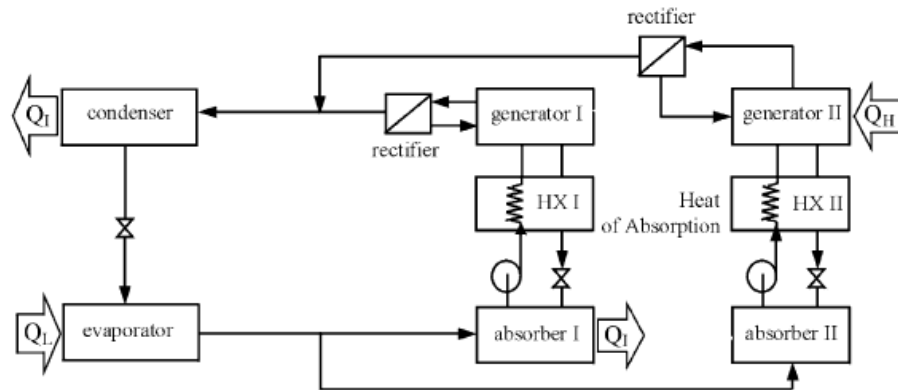 rectifier
Q_I
condenser
generator I
generator II
Q_H
rectifier
HX I
Heat
of Absorption
HX II
Q_L
evaporator
absorber I
Q_I
absorber II